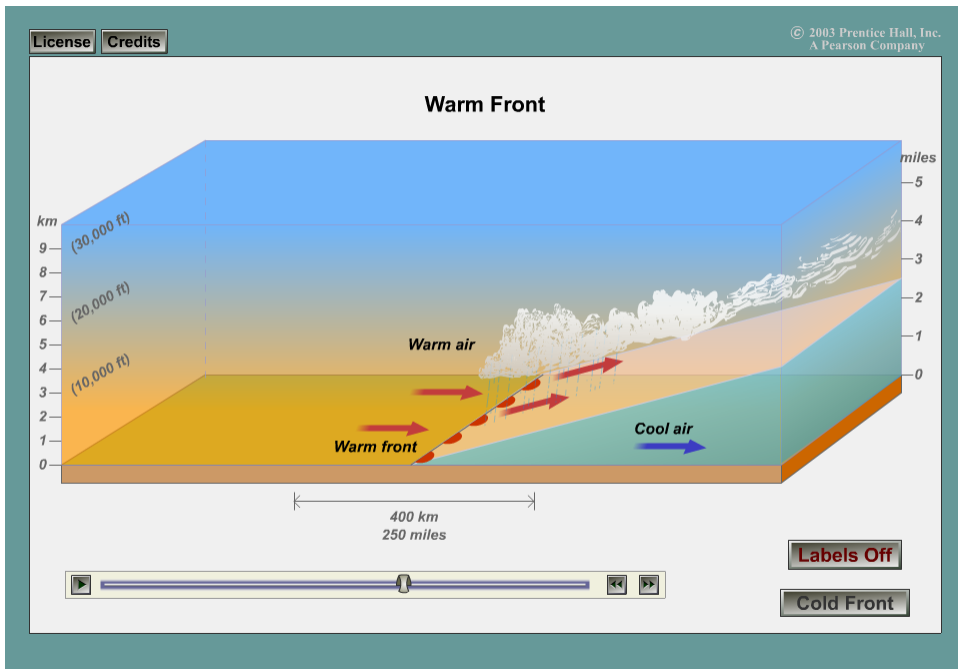 License Credits
© 2003 Prentice Hall, Inc.
A Pearson Company
Warm Front
miles
5
km
4
(30,000 ft)
9
3
8
(20,000 ft)
7
2
6
Warm air
1
5
(10,000 ft)
4
0
3
2
Cool air
1
Warm front
0
400 km
250 miles
Labels Off
Cold Front